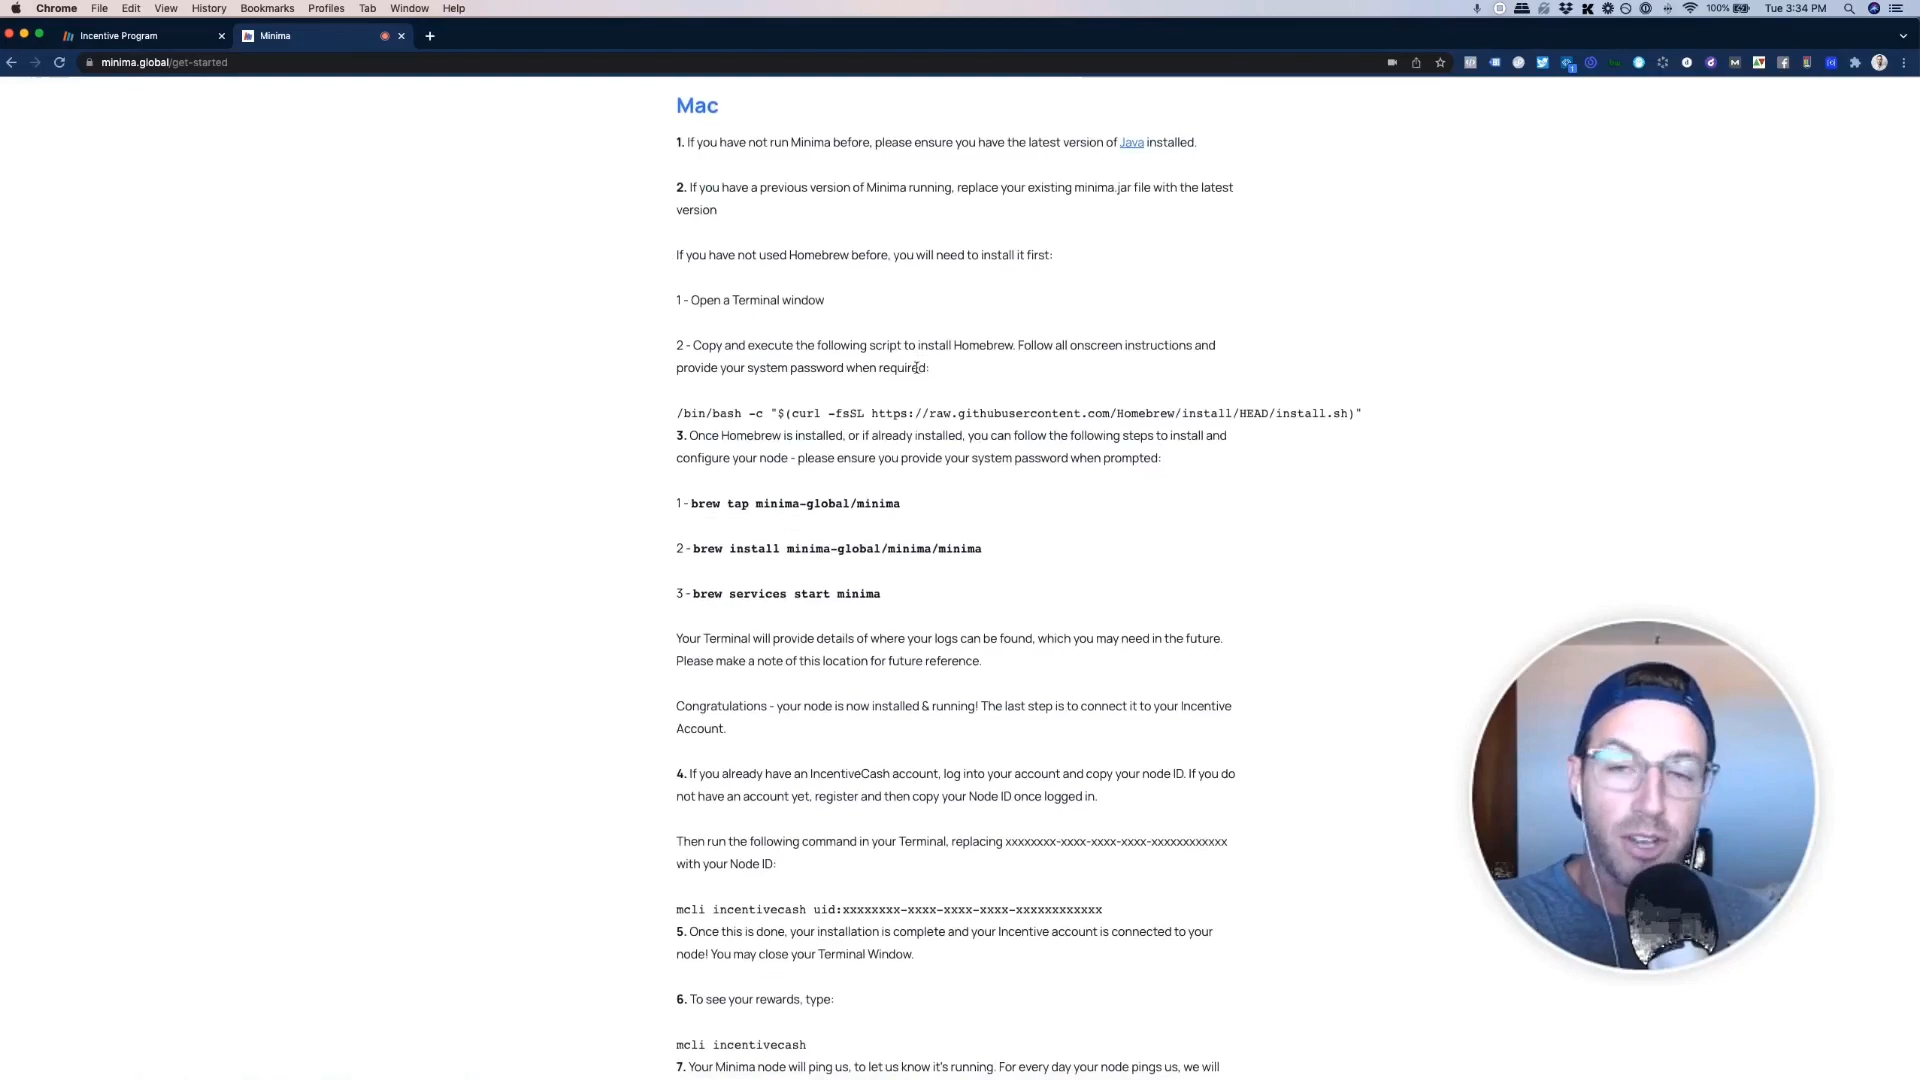 Chrome File Edit View History Bookmarks Profiles Tab Window Help
100% Tue 3:34 PM
Incentive Program
Minima
minima.global/get-started
Mac
1. If you have not run Minima before, please ensure you have the latest version of Java installed.
2. If you have a previous version of Minima running, replace your existing minima.jar file with the latest
version
If you have not used Homebrew before, you will need to install it first:
1 - Open a Terminal window
2 - Copy and execute the following script to install Homebrew. Follow all onscreen instructions and
provide your system password when required:
/bin/bash -c "$(curl -fsSL https://raw.githubusercontent.com/Homebrew/install/HEAD/install.sh)"
3. Once Homebrew is installed, or if already installed, you can follow the following steps to install and
configure your node - please ensure you provide your system password when prompted:
1 - brew tap minima-global/minima
2 - brew install minima-global/minima/minima
3 - brew services start minima
Your Terminal will provide details of where your logs can be found, which you may need in the future.
Please make a note of this location for future reference.
Congratulations - your node is now installed & running! The last step is to connect it to your Incentive
Account.
4. If you already have an IncentiveCash account, log into your account and copy your node ID. If you do
not have an account yet, register and then copy your Node ID once logged in.
Then run the following command in your Terminal, replacing xxxxxxxx-xxxx-xxxx-xxxx-xxxxxxxxxxxx
with your Node ID:
mcli incentivecash uid:xxxxxxxx-xxxx-xxxx-xxxx-xxxxxxxxxxxx
5. Once this is done, your installation is complete and your Incentive account is connected to your
node! You may close your Terminal Window.
6. To see your rewards, type:
mcli incentivecash
7. Your Minima node will ping us, to let us know it's running. For every day your node pings us, we will